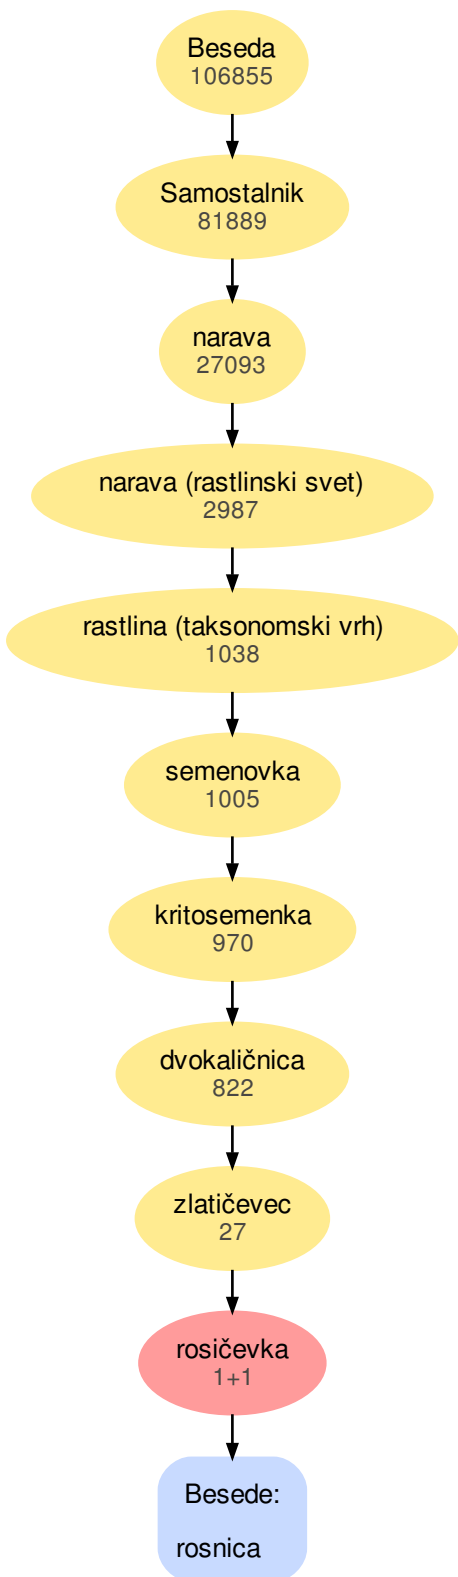 Beseda
106855
Samostalnik
81889
narava
27093
narava (rastlinski svet)
2987
rastlina (taksonomski vrh)
1038
semenovka
1005
kritosemenka
970
dvokaličnica
822
zlatičevec
27
rosičevka
1+1
Besede:
rosnica